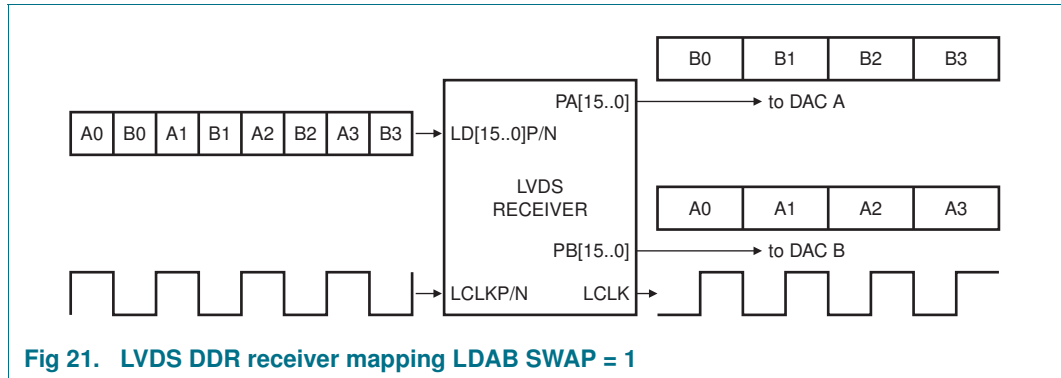 B0 B1 B2 B3
PA[15..0] to DAC A
A0 B0 A1 B1 A2 B2 A3 B3
LD[15..0]P/N
LVDS
RECEIVER
A0 A1 A2 A3
PB[15..0] to DAC B
LCLKP/N LCLK
Fig 21. LVDS DDR receiver mapping LDAB SWAP = 1